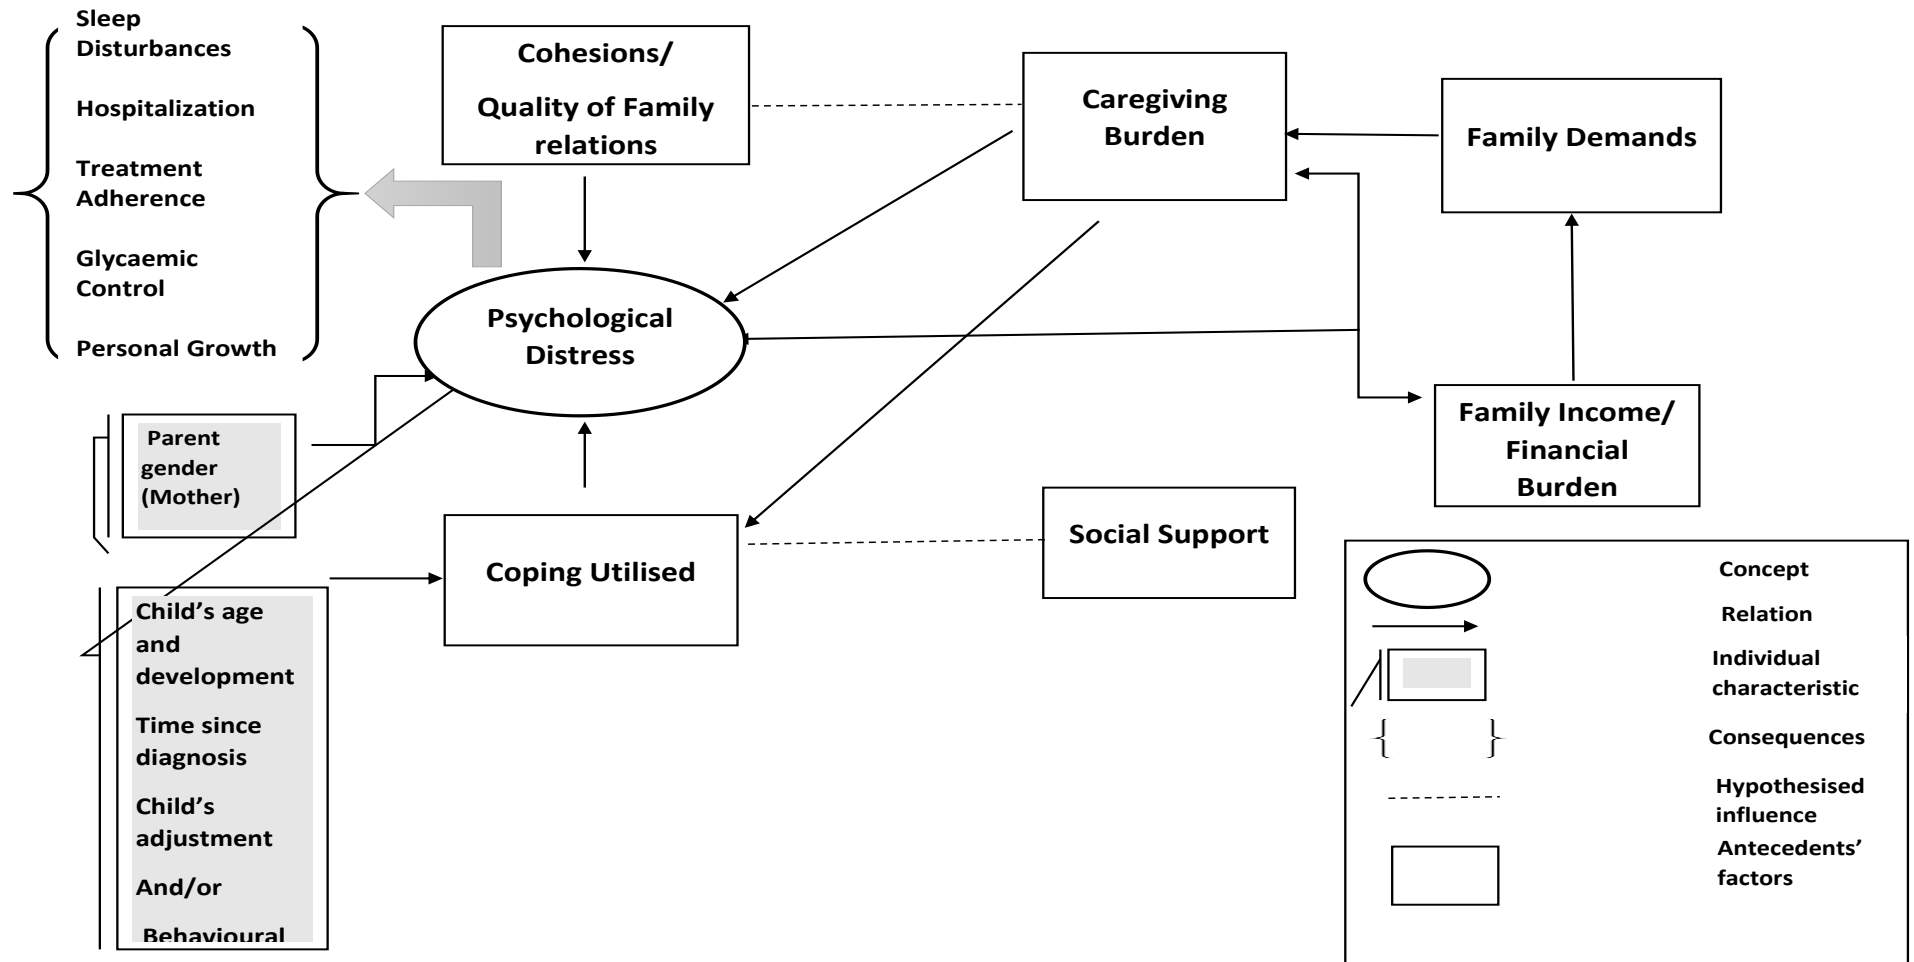 Sleep
Disturbances
Hospitalization
Treatment
Adherence
Glycaemic
Control
Personal Growth
Cohesions/
Quality of Family
relations
Caregiving
Burden
Family Demands
Psychological
Distress
Family Income/
Financial
Burden
Parent
gender
(Mother)
Coping Utilised
Social Support
Child’s age
and
development
Time since
diagnosis
Child’s
adjustment
And/or
Behavioural
Concept
Relation
Individual
characteristic
Consequences
Hypothesised
influence
Antecedents’
factors